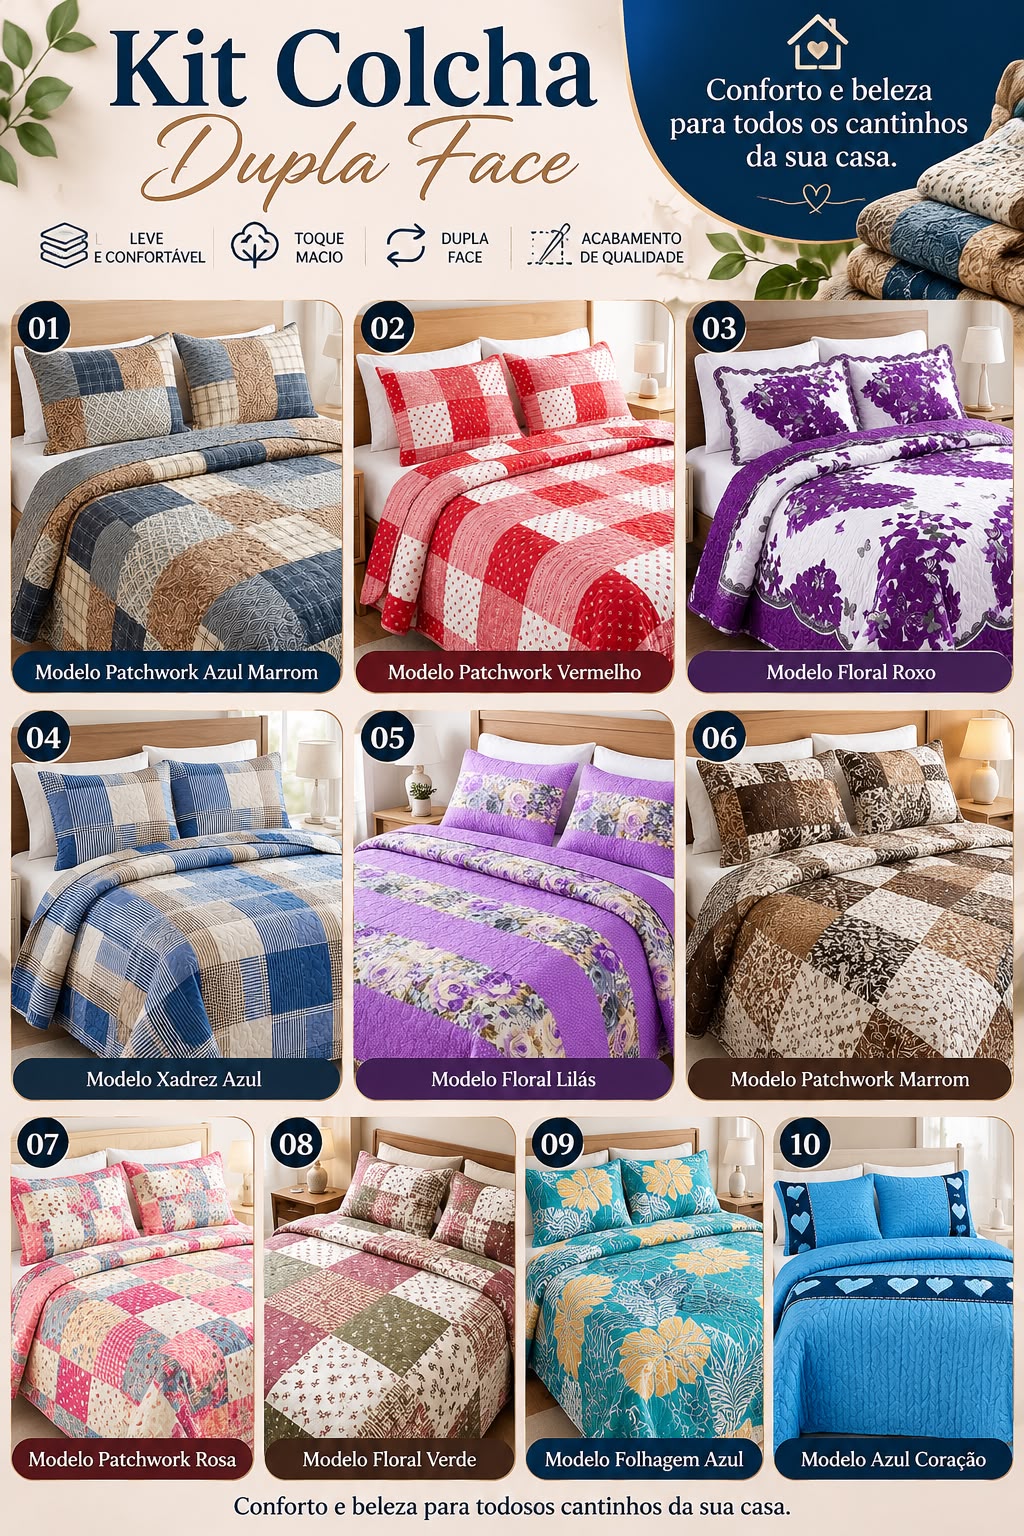 Kit Colcha
Dupla Face
Conforto e beleza
para todos os cantinhos
da sua casa.
LEVE
E CONFORTÁVEL
TOQUE
MACIO
DUPLA
FACE
ACABAMENTO
DE QUALIDADE
01
Modelo Patchwork Azul Marrom
02
Modelo Patchwork Vermelho
03
Modelo Floral Roxo
04
Modelo Xadrez Azul
05
Modelo Floral Lilás
06
Modelo Patchwork Marrom
07
Modelo Patchwork Rosa
08
Modelo Floral Verde
09
Modelo Folhagem Azul
10
Modelo Azul Coração
Conforto e beleza para todosos cantinhos da sua casa.